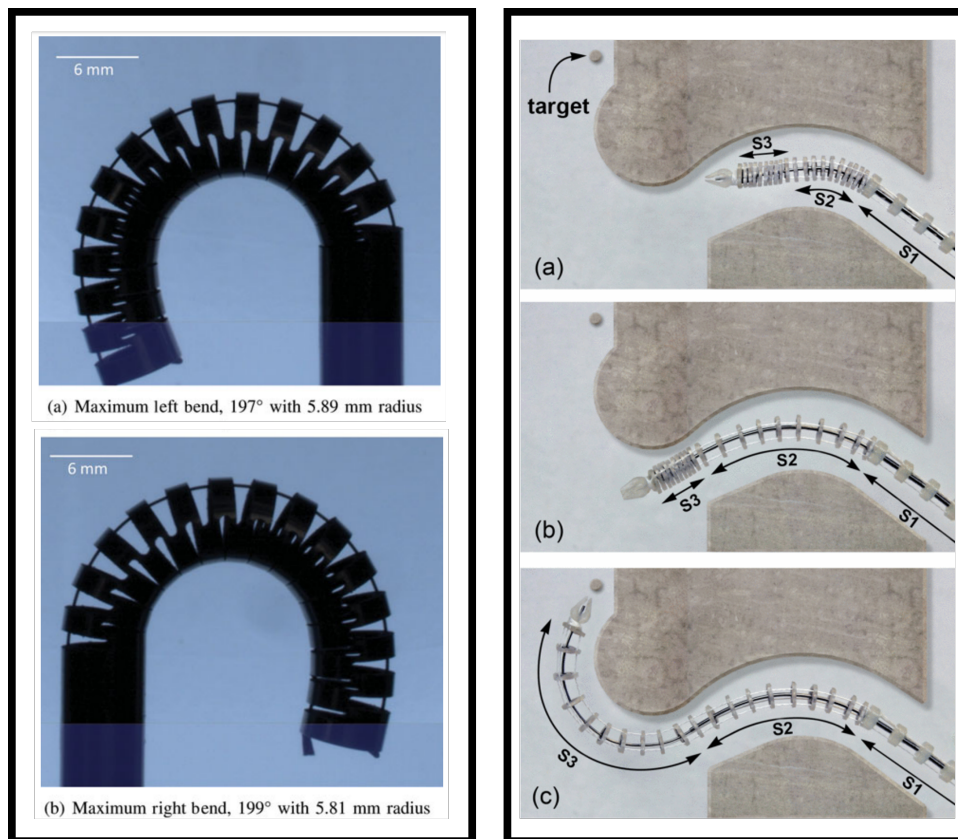 6 mm
(a) Maximum left bend, 197° with 5.89 mm radius
6 mm
(b) Maximum right bend, 199° with 5.81 mm radius
target
S3
S2
S1
(a)
S2
S3
S1
(b)
S2
S3
S1
(c)